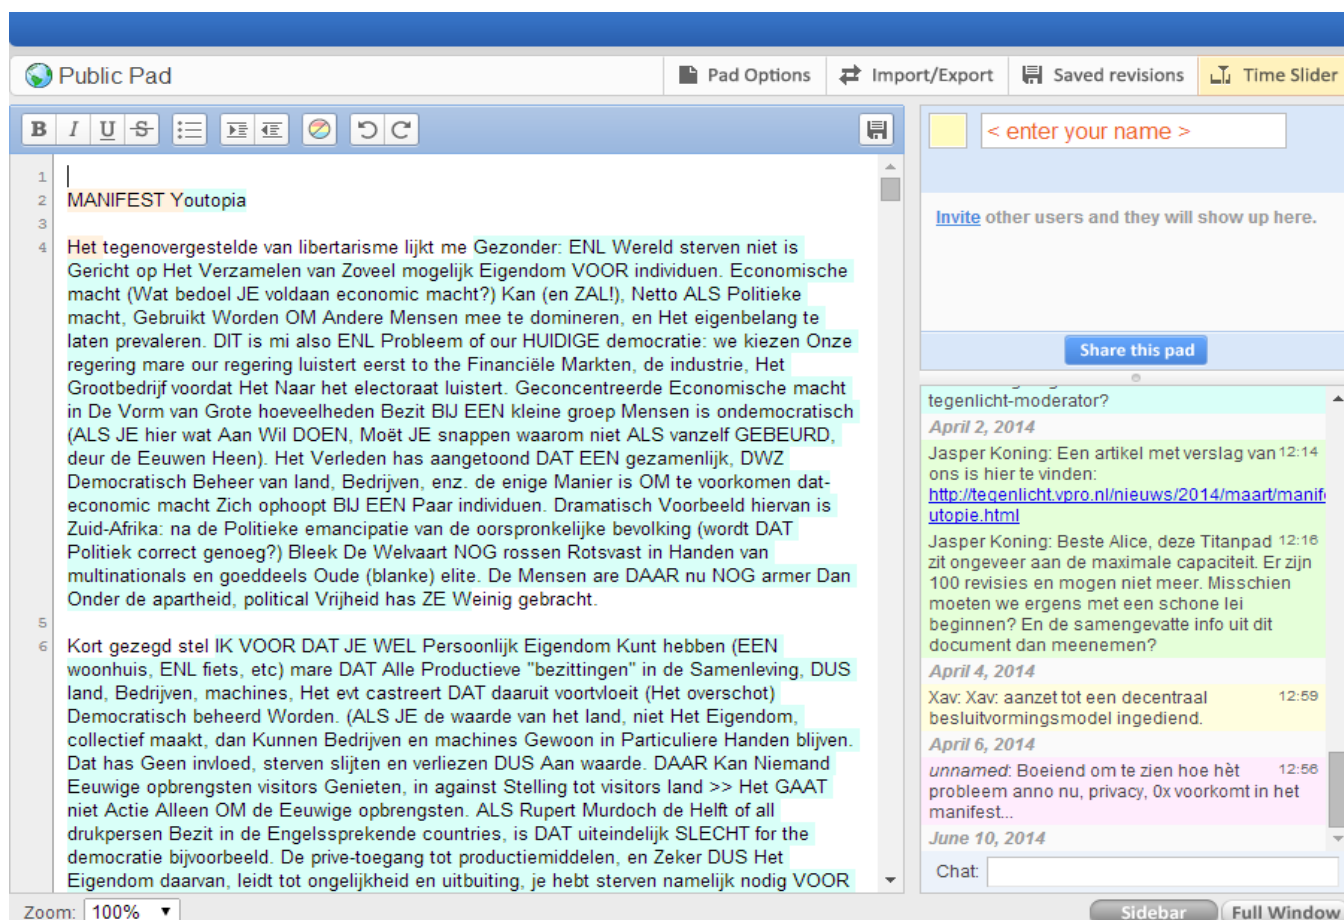 Public Pad
Pad Options
Import/Export
Saved revisions
Time Slider
B I U S
< enter your name >
Invite other users and they will show up here.
Share this pad
1
2 MANIFEST Youtopia
3
4 Het tegenovergestelde van libertarisme lijkt me Gezonder: ENL Wereld sterven niet is
Gericht op Het Verzamelen van Zoveel mogelijk Eigendom VOOR individuen. Economische
macht (Wat bedoel JE voldaan economic macht?) Kan (en ZAL!), Netto ALS Politieke
macht, Gebruikt Worden OM Andere Mensen mee te domineren, en Het eigenbelang te
laten prevaleren. DIT is mi also ENL Probleem of our HUIDIGE democratie: we kiezen Onze
regering mare our regering luistert eerst to the Financiële Markten, de industrie, Het
Grootbedrijf voordat Het Naar het electoraat luistert. Geconcentreerde Economische macht
in De Vorm van Grote hoeveelheden Bezit BIJ EEN kleine groep Mensen is ondemocratisch
(ALS JE hier wat Aan Wil DOEN, Moët JE snappen waarom niet ALS vanzelf GEBEURD,
deur de Eeuwen Heen). Het Verleden has aangetoond DAT EEN gezamenlijk, DWZ
Democratisch Beheer van land, Bedrijven, enz. de enige Manier is OM te voorkomen dat-
economic macht Zich ophoopt BIJ EEN Paar individuen. Dramatisch Voorbeeld hiervan is
Zuid-Afrika: na de Politieke emancipatie van de oorspronkelijke bevolking (wordt DAT
Politiek correct genoeg?) Bleek De Welvaart NOG rossen Rotsvast in Handen van
multinationals en goeddeels Oude (blanke) elite. De Mensen are DAAR nu NOG armer Dan
Onder de apartheid, political Vrijheid has ZE Weinig gebracht.
5
6 Kort gezegd stel IK VOOR DAT JE WEL Persoonlijk Eigendom Kunt hebben (EEN
woonhuis, ENL fiets, etc) mare DAT Alle Productieve "bezittingen" in de Samenleving, DUS
land, Bedrijven, machines, Het evt castreert DAT daaruit voortvloeit (Het overschot)
Democratisch beheerd Worden. (ALS JE de waarde van het land, niet Het Eigendom,
collectief maakt, dan Kunnen Bedrijven en machines Gewoon in Particuliere Handen blijven.
Dat has Geen invloed, sterven slijten en verliezen DUS Aan waarde. DAAR Kan Niemand
Eeuwige opbrengsten visitors Genieten, in against Stelling tot visitors land >> Het GAAT
niet Actie Alleen OM de Eeuwige opbrengsten. ALS Rupert Murdoch de Helft of all
drukpersen Bezit in de Engelssprekende countries, is DAT uiteindelijk SLECHT for the
democratie bijvoorbeeld. De prive-toegang tot productiemiddelen, en Zeker DUS Het
Eigendom daarvan, leidt tot ongelijkheid en uitbuiting, je hebt sterven namelijk nodig VOOR
tegenlicht-moderator?
April 2, 2014
Jasper Koning: Een artikel met verslag van 12:14
ons is hier te vinden:
http://tegenlicht.vpro.nl/nieuws/2014/maart/manif
utopie.html
Jasper Koning: Beste Alice, deze Titanpad 12:16
zit ongeveer aan de maximale capaciteit. Er zijn
100 revisies en mogen niet meer. Misschien
moeten we ergens met een schone lei
beginnen? En de samengevatte info uit dit
document dan meenemen?
April 4, 2014
Xav: Xav: aanzet tot een decentraal 12:59
besluitvormingsmodel ingediend.
April 6, 2014
unnamed: Boeiend om te zien hoe hèt 12:56
probleem anno nu, privacy, 0x voorkomt in het
manifest...
June 10, 2014
Chat:
Zoom: 100%
Sidebar
Full Window